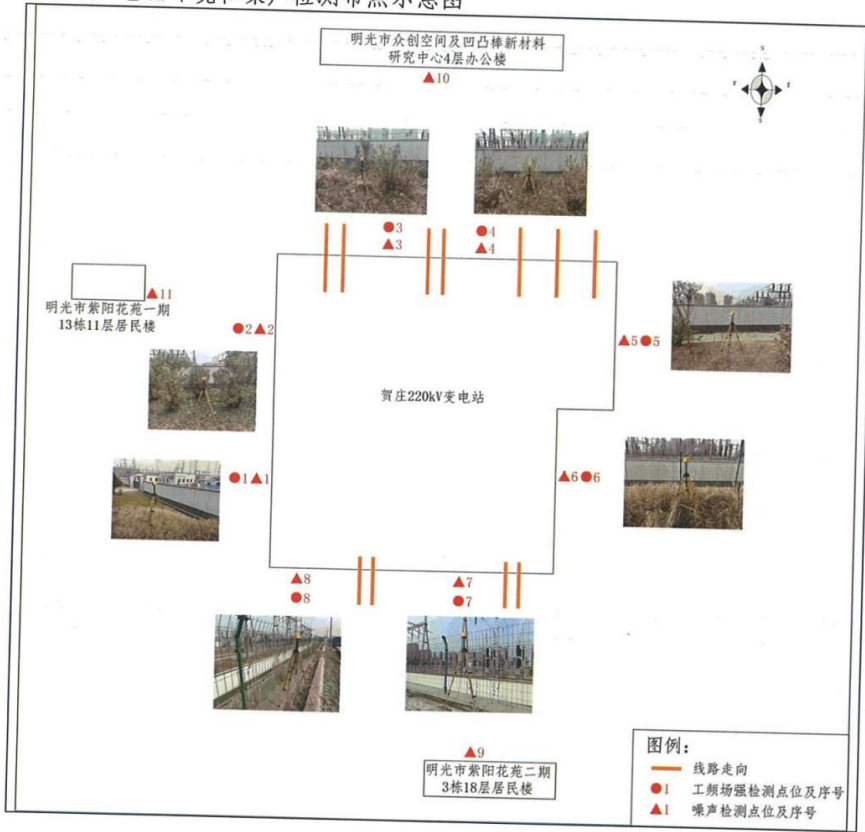 明光市众创空间及凹凸棒新材料
研究中心4层办公楼
▲10
●3
▲3
●4
▲4
▲11
明光市紫阳花苑一期
13栋11层居民楼
●2▲2
▲5●5
贺庄220kV变电站
●1▲1
▲6●6
▲8
●8
▲7
●7
▲9
明光市紫阳花苑二期
3栋18层居民楼
图例：
线路走向
●1 工频场强检测点位及序号
▲1 噪声检测点位及序号